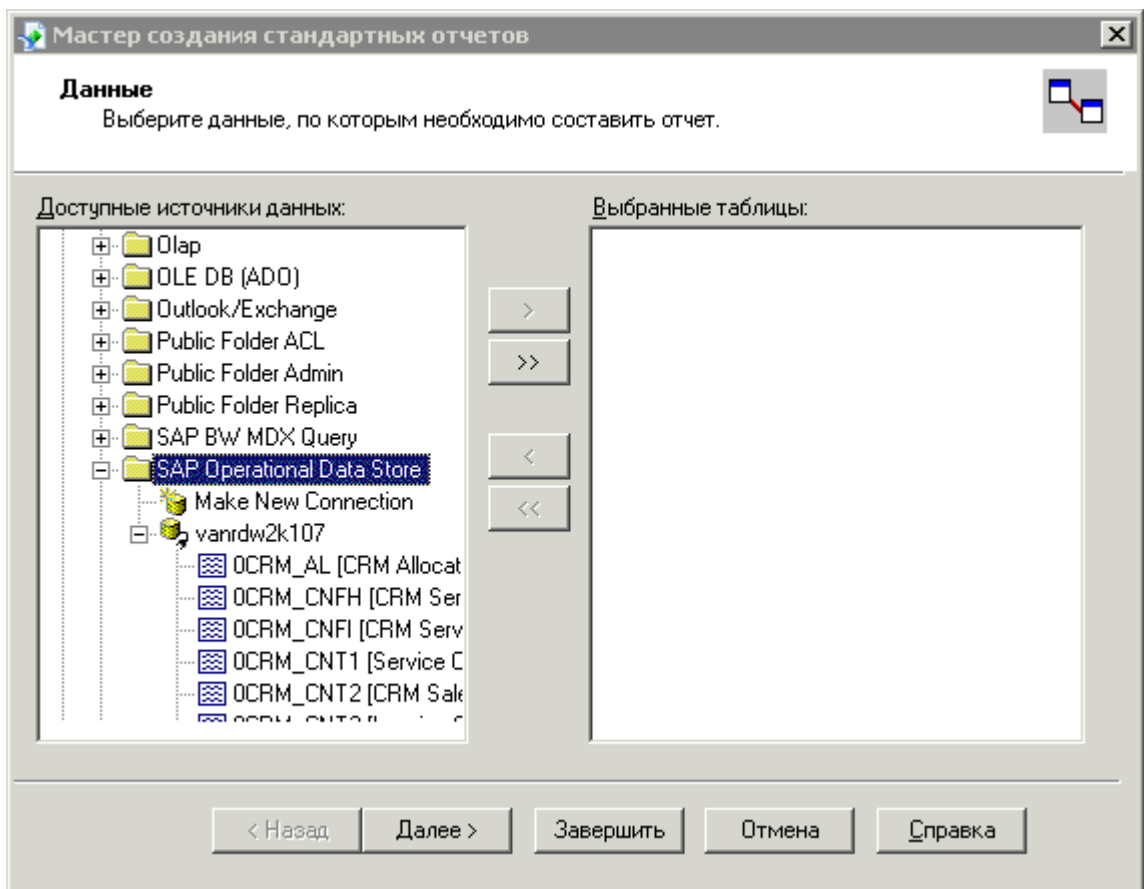 Мастер создания стандартных отчетов
Данные
Выберите данные, по которым необходимо составить отчет.
Доступные источники данных:
Выбранные таблицы:
Olap
OLE DB (ADO)
Outlook/Exchange
Public Folder ACL
Public Folder Admin
Public Folder Replica
SAP BW MDX Query
SAP Operational Data Store
Make New Connection
vanrdw2k107
0CRM_AL [CRM Allocat
0CRM_CNFH [CRM Ser
0CRM_CNFI [CRM Serv
0CRM_CNT1 [Service C
0CRM_CNT2 [CRM Sale
>
>>
<
<<
< Назад
Далее >
Завершить
Отмена
Справка